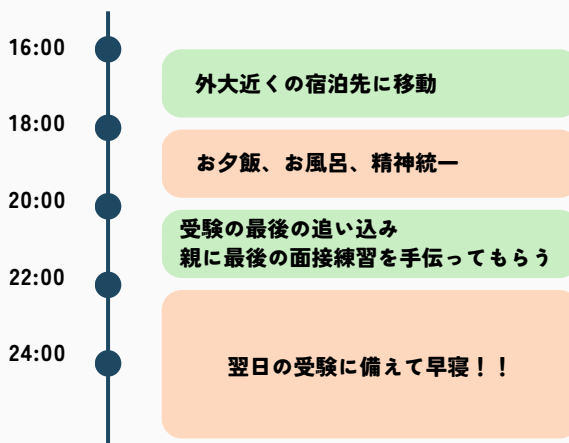 16:00
外大近くの宿泊先に移動
18:00
お夕飯、お風呂、精神統一
20:00
受験の最後の追い込み
親に最後の面接練習を手伝ってもらう
22:00
24:00
翌日の受験に備えて早寝！！